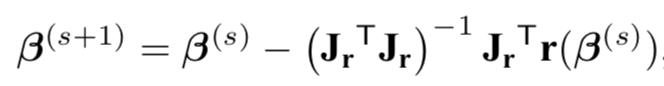 𝜷^{(s+1)} = 𝜷^{(s)} − (𝐉_𝐫^⊤ 𝐉_𝐫)^{−1} 𝐉_𝐫^⊤ 𝐫(𝜷^{(s)}).